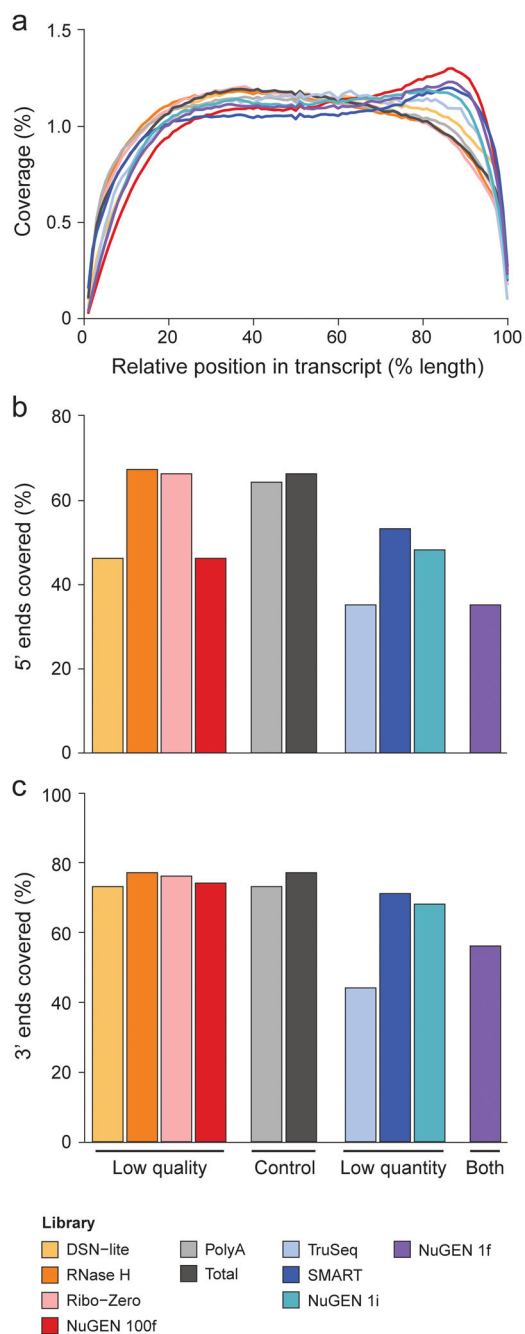 a
Coverage (%)
1.5
1.0
0.5
0
0 20 40 60 80 100
Relative position in transcript (% length)
b
5' ends covered (%)
80
60
40
20
0
c
3' ends covered (%)
100
80
60
40
20
0
Low quality Control Low quantity Both
Library
DSN−lite PolyA TruSeq NuGEN 1f
RNase H Total SMART
Ribo−Zero NuGEN 1i
NuGEN 100f